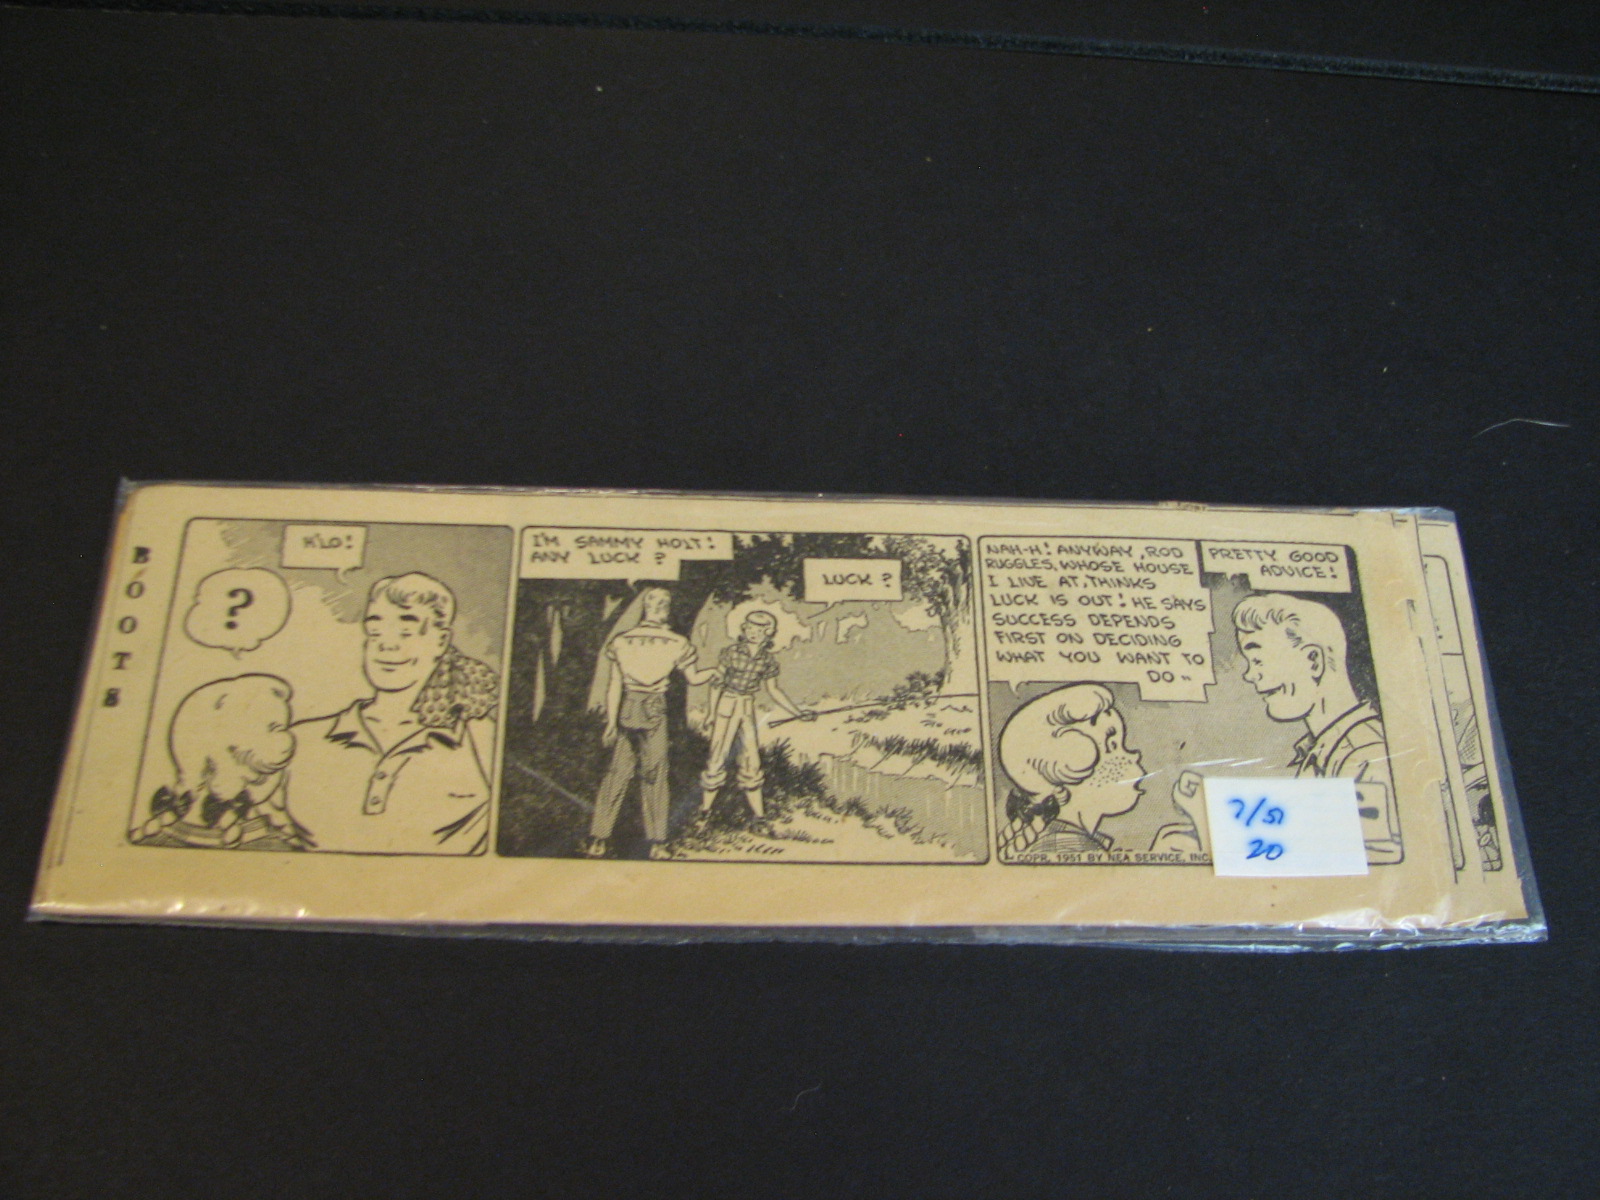 BOOTS
H'LO!
?
I'M SAMMY HOLT!
ANY LUCK?
LUCK?
NAH-H! ANYWAY, ROD
RUGGLES, WHOSE HOUSE
I LIVE AT, THINKS
LUCK IS OUT! HE SAYS
SUCCESS DEPENDS
FIRST ON DECIDING
WHAT YOU WANT TO
DO --
PRETTY GOOD
ADVICE!
COPR. 1951 BY NEA SERVICE, INC.
7/51
20